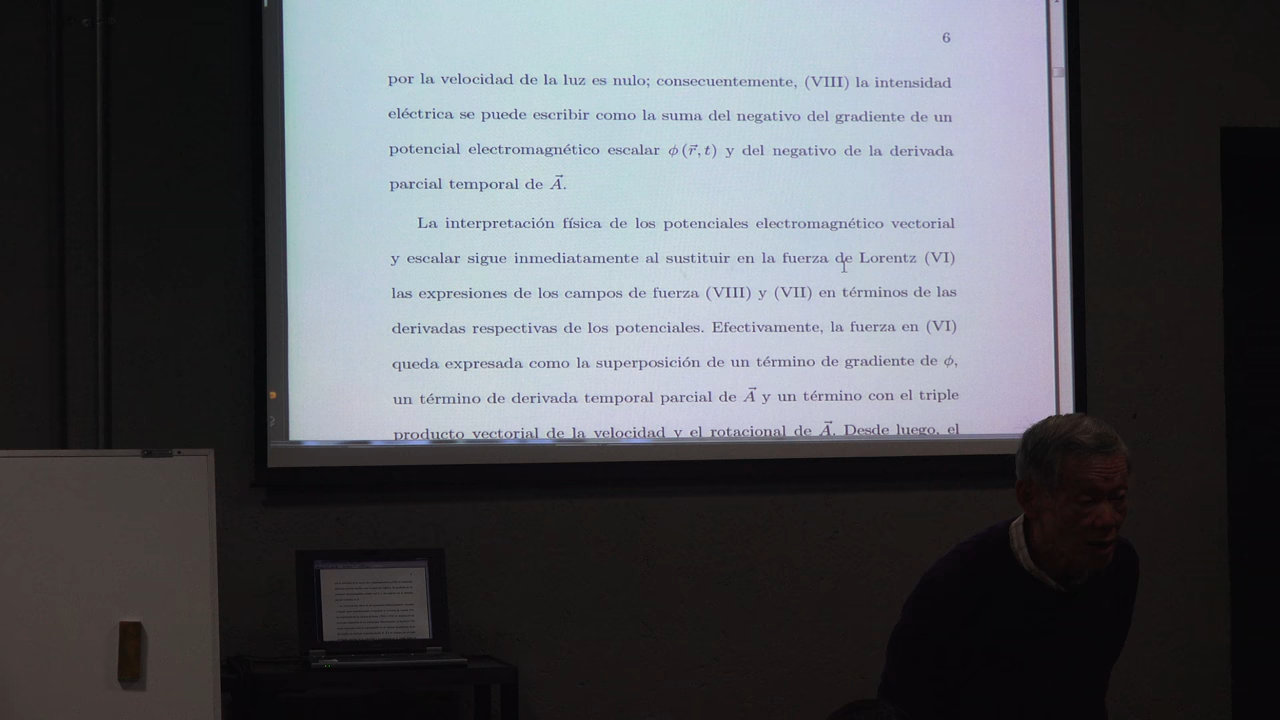 6
por la velocidad de la luz es nulo; consecuentemente, (VIII) la intensidad
eléctrica se puede escribir como la suma del negativo del gradiente de un
potencial electromagnético escalar ϕ(r⃗, t) y del negativo de la derivada
parcial temporal de A⃗.
La interpretación física de los potenciales electromagnético vectorial
y escalar sigue inmediatamente al sustituir en la fuerza de Lorentz (VI)
las expresiones de los campos de fuerza (VIII) y (VII) en términos de las
derivadas respectivas de los potenciales. Efectivamente, la fuerza en (VI)
queda expresada como la superposición de un término de gradiente de ϕ,
un término de derivada temporal parcial de A⃗ y un término con el triple
producto vectorial de la velocidad y el rotacional de A⃗. Desde luego, el